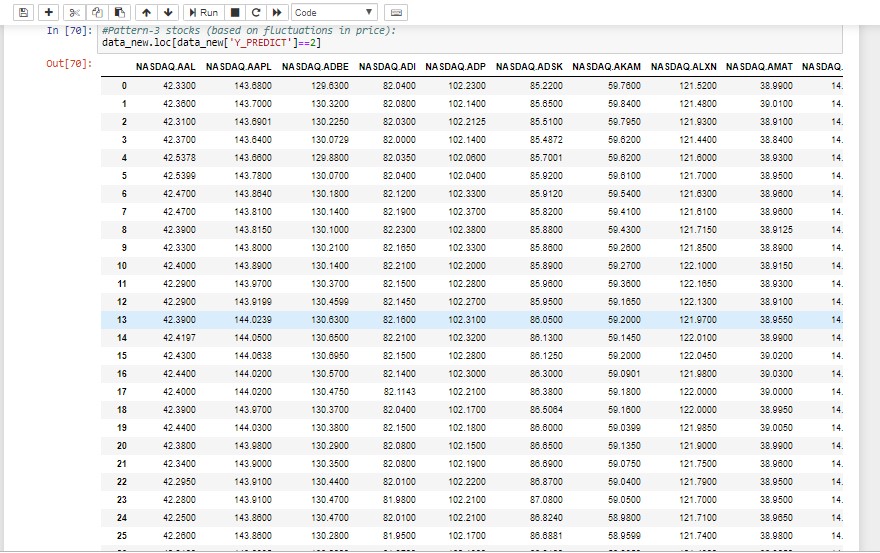 Run Code
In [70]: #Pattern-3 stocks (based on fluctuations in price):
data_new.loc[data_new['Y_PREDICT']==2]
Out[70]: NASDAQ.AAL NASDAQ.AAPL NASDAQ.ADBE NASDAQ.ADI NASDAQ.ADP NASDAQ.ADSK NASDAQ.AKAM NASDAQ.ALXN NASDAQ.AMAT NASDAQ.
0 42.3300 143.6800 129.6300 82.0400 102.2300 85.2200 59.7600 121.5200 38.9900 14.
1 42.3600 143.7000 130.3200 82.0800 102.1400 85.6500 59.8400 121.4800 39.0100 14.
2 42.3100 143.6901 130.2250 82.0300 102.2125 85.5100 59.7950 121.9300 38.9100 14.
3 42.3700 143.6400 130.0729 82.0000 102.1400 85.4872 59.6200 121.4400 38.8400 14.
4 42.5378 143.6600 129.8800 82.0350 102.0600 85.7001 59.6200 121.6000 38.9300 14.
5 42.5399 143.7800 130.0700 82.0400 102.0400 85.9200 59.6100 121.7000 38.9500 14.
6 42.4700 143.8640 130.1800 82.1200 102.3300 85.9120 59.5400 121.6300 38.9600 14.
7 42.4700 143.8100 130.1400 82.1900 102.3700 85.8200 59.4100 121.6100 38.9600 14.
8 42.3900 143.8150 130.1000 82.2300 102.3800 85.8800 59.4300 121.7150 38.9125 14.
9 42.3300 143.8000 130.2100 82.1650 102.3300 85.8600 59.2600 121.8500 38.8900 14.
10 42.4000 143.8900 130.1400 82.2100 102.2000 85.8900 59.2700 122.1000 38.9150 14.
11 42.2900 143.9700 130.3700 82.1500 102.2800 85.9600 59.3600 122.1650 38.9300 14.
12 42.2900 143.9199 130.4599 82.1450 102.2700 85.9500 59.1650 122.1300 38.9100 14.
13 42.3900 144.0239 130.6300 82.1600 102.3100 86.0500 59.2000 121.9700 38.9550 14.
14 42.4197 144.0500 130.6500 82.2100 102.3200 86.1300 59.1450 122.0100 38.9900 14.
15 42.4300 144.0638 130.6950 82.1500 102.2800 86.1250 59.2000 122.0450 39.0200 14.
16 42.4400 144.0200 130.5700 82.1400 102.3000 86.3000 59.0901 121.9800 39.0300 14.
17 42.4000 144.0200 130.4750 82.1143 102.2100 86.3800 59.1800 122.0000 39.0000 14.
18 42.3900 143.9700 130.3700 82.0400 102.1700 86.5064 59.1600 122.0000 38.9950 14.
19 42.4400 144.0300 130.3800 82.1500 102.1800 86.6000 59.0399 121.9850 39.0050 14.
20 42.3800 143.9800 130.2900 82.0800 102.1500 86.6500 59.1350 121.9000 38.9900 14.
21 42.3400 143.9000 130.3500 82.0800 102.1900 86.6900 59.0750 121.7500 38.9600 14.
22 42.2950 143.9100 130.4400 82.0100 102.2200 86.8700 59.0400 121.7900 38.9500 14.
23 42.2800 143.9100 130.4700 81.9800 102.2100 87.0800 59.0500 121.7000 38.9500 14.
24 42.2500 143.8600 130.4700 82.0100 102.2100 86.8240 58.9800 121.7100 38.9650 14.
25 42.2600 143.8600 130.2800 81.9500 102.1700 86.6881 58.9599 121.7400 38.9800 14.